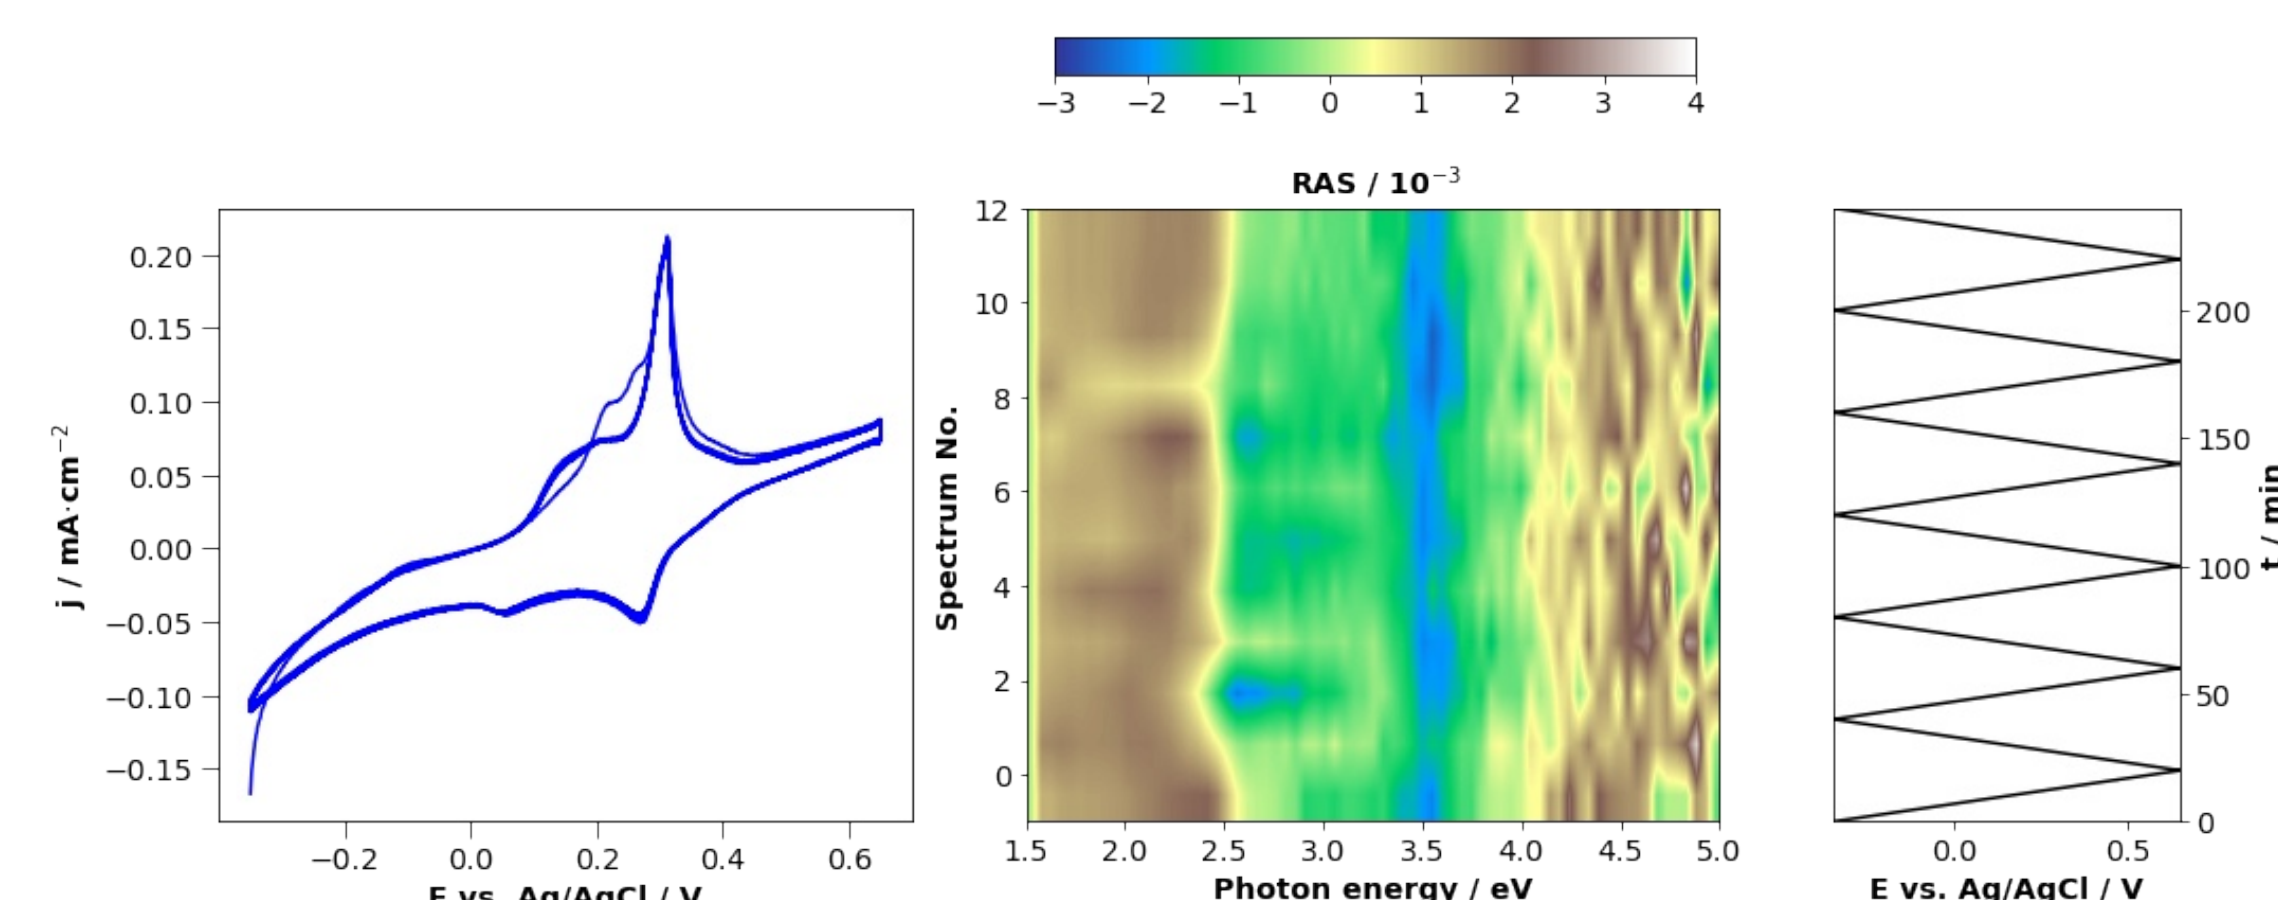 −3 −2 −1 0 1 2 3 4
RAS / 10⁻³
j / mA·cm⁻²
0.20
0.15
0.10
0.05
0.00
−0.05
−0.10
−0.15
−0.2 0.0 0.2 0.4 0.6
E vs. Ag/AgCl / V
Spectrum No.
12
10
8
6
4
2
0
1.5 2.0 2.5 3.0 3.5 4.0 4.5 5.0
Photon energy / eV
200
150
100
50
0
t / min
0.0 0.5
E vs. Ag/AgCl / V